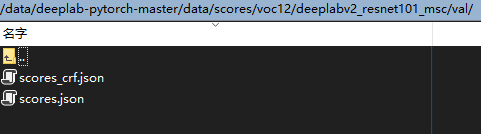 /data/deeplab-pytorch-master/data/scores/voc12/deeplabv2_resnet101_msc/val/
名字
..
scores_crf.json
scores.json